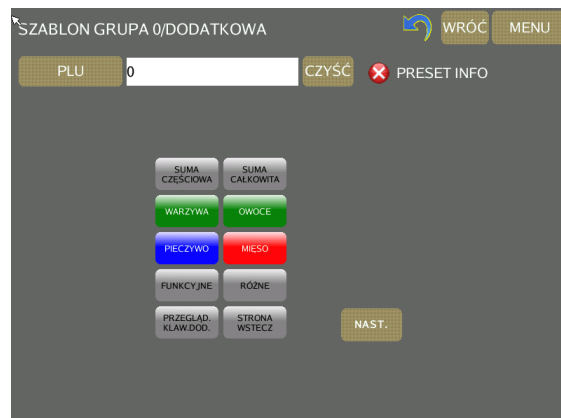 SZABLON GRUPA 0/DODATKOWA
WRÓĆ
MENU
PLU
0
CZYŚĆ
PRESET INFO
SUMA
CZĘŚCIOWA
SUMA
CAŁKOWITA
WARZYWA
OWOCE
PIECZYWO
MIĘSO
FUNKCYJNE
RÓŻNE
PRZEGLĄD.
KLAW.DOD.
STRONA
WSTECZ
NAST.